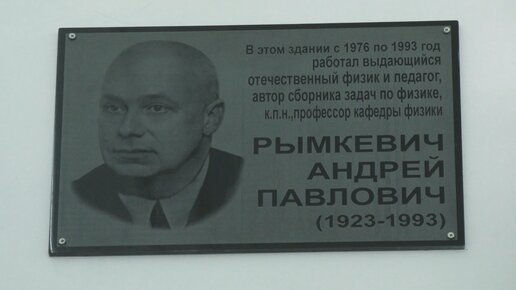 В этом здании с 1976 по 1993 год
работал выдающийся
отечественный физик и педагог,
автор сборника задач по физике,
к.п.н.,профессор кафедры физики
РЫМКЕВИЧ
АНДРЕЙ
ПАВЛОВИЧ
(1923-1993)